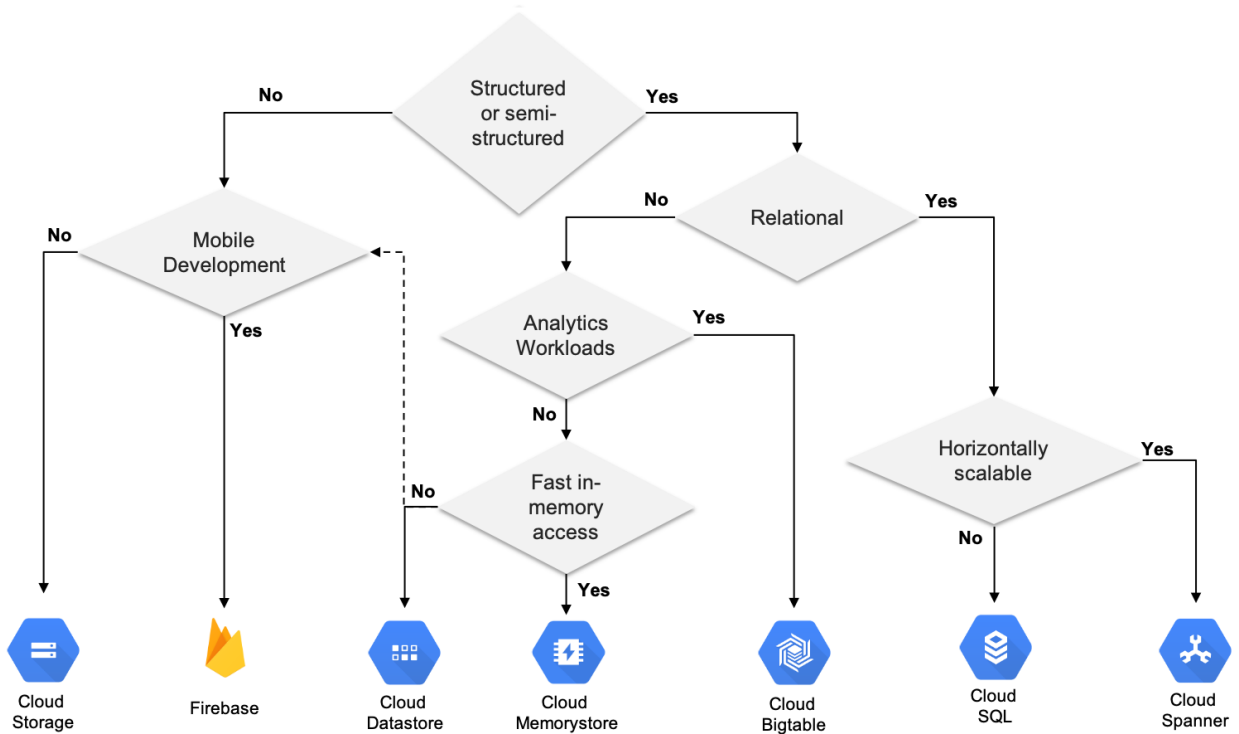 Structured
or semi-
structured
No
Yes
Relational
No
Yes
Mobile
Development
No
Yes
Analytics
Workloads
Yes
No
Horizontally
scalable
Yes
No
Fast in-
memory
access
No
Yes
Cloud
Storage
Firebase
Cloud
Datastore
Cloud
Memorystore
Cloud
Bigtable
Cloud
SQL
Cloud
Spanner